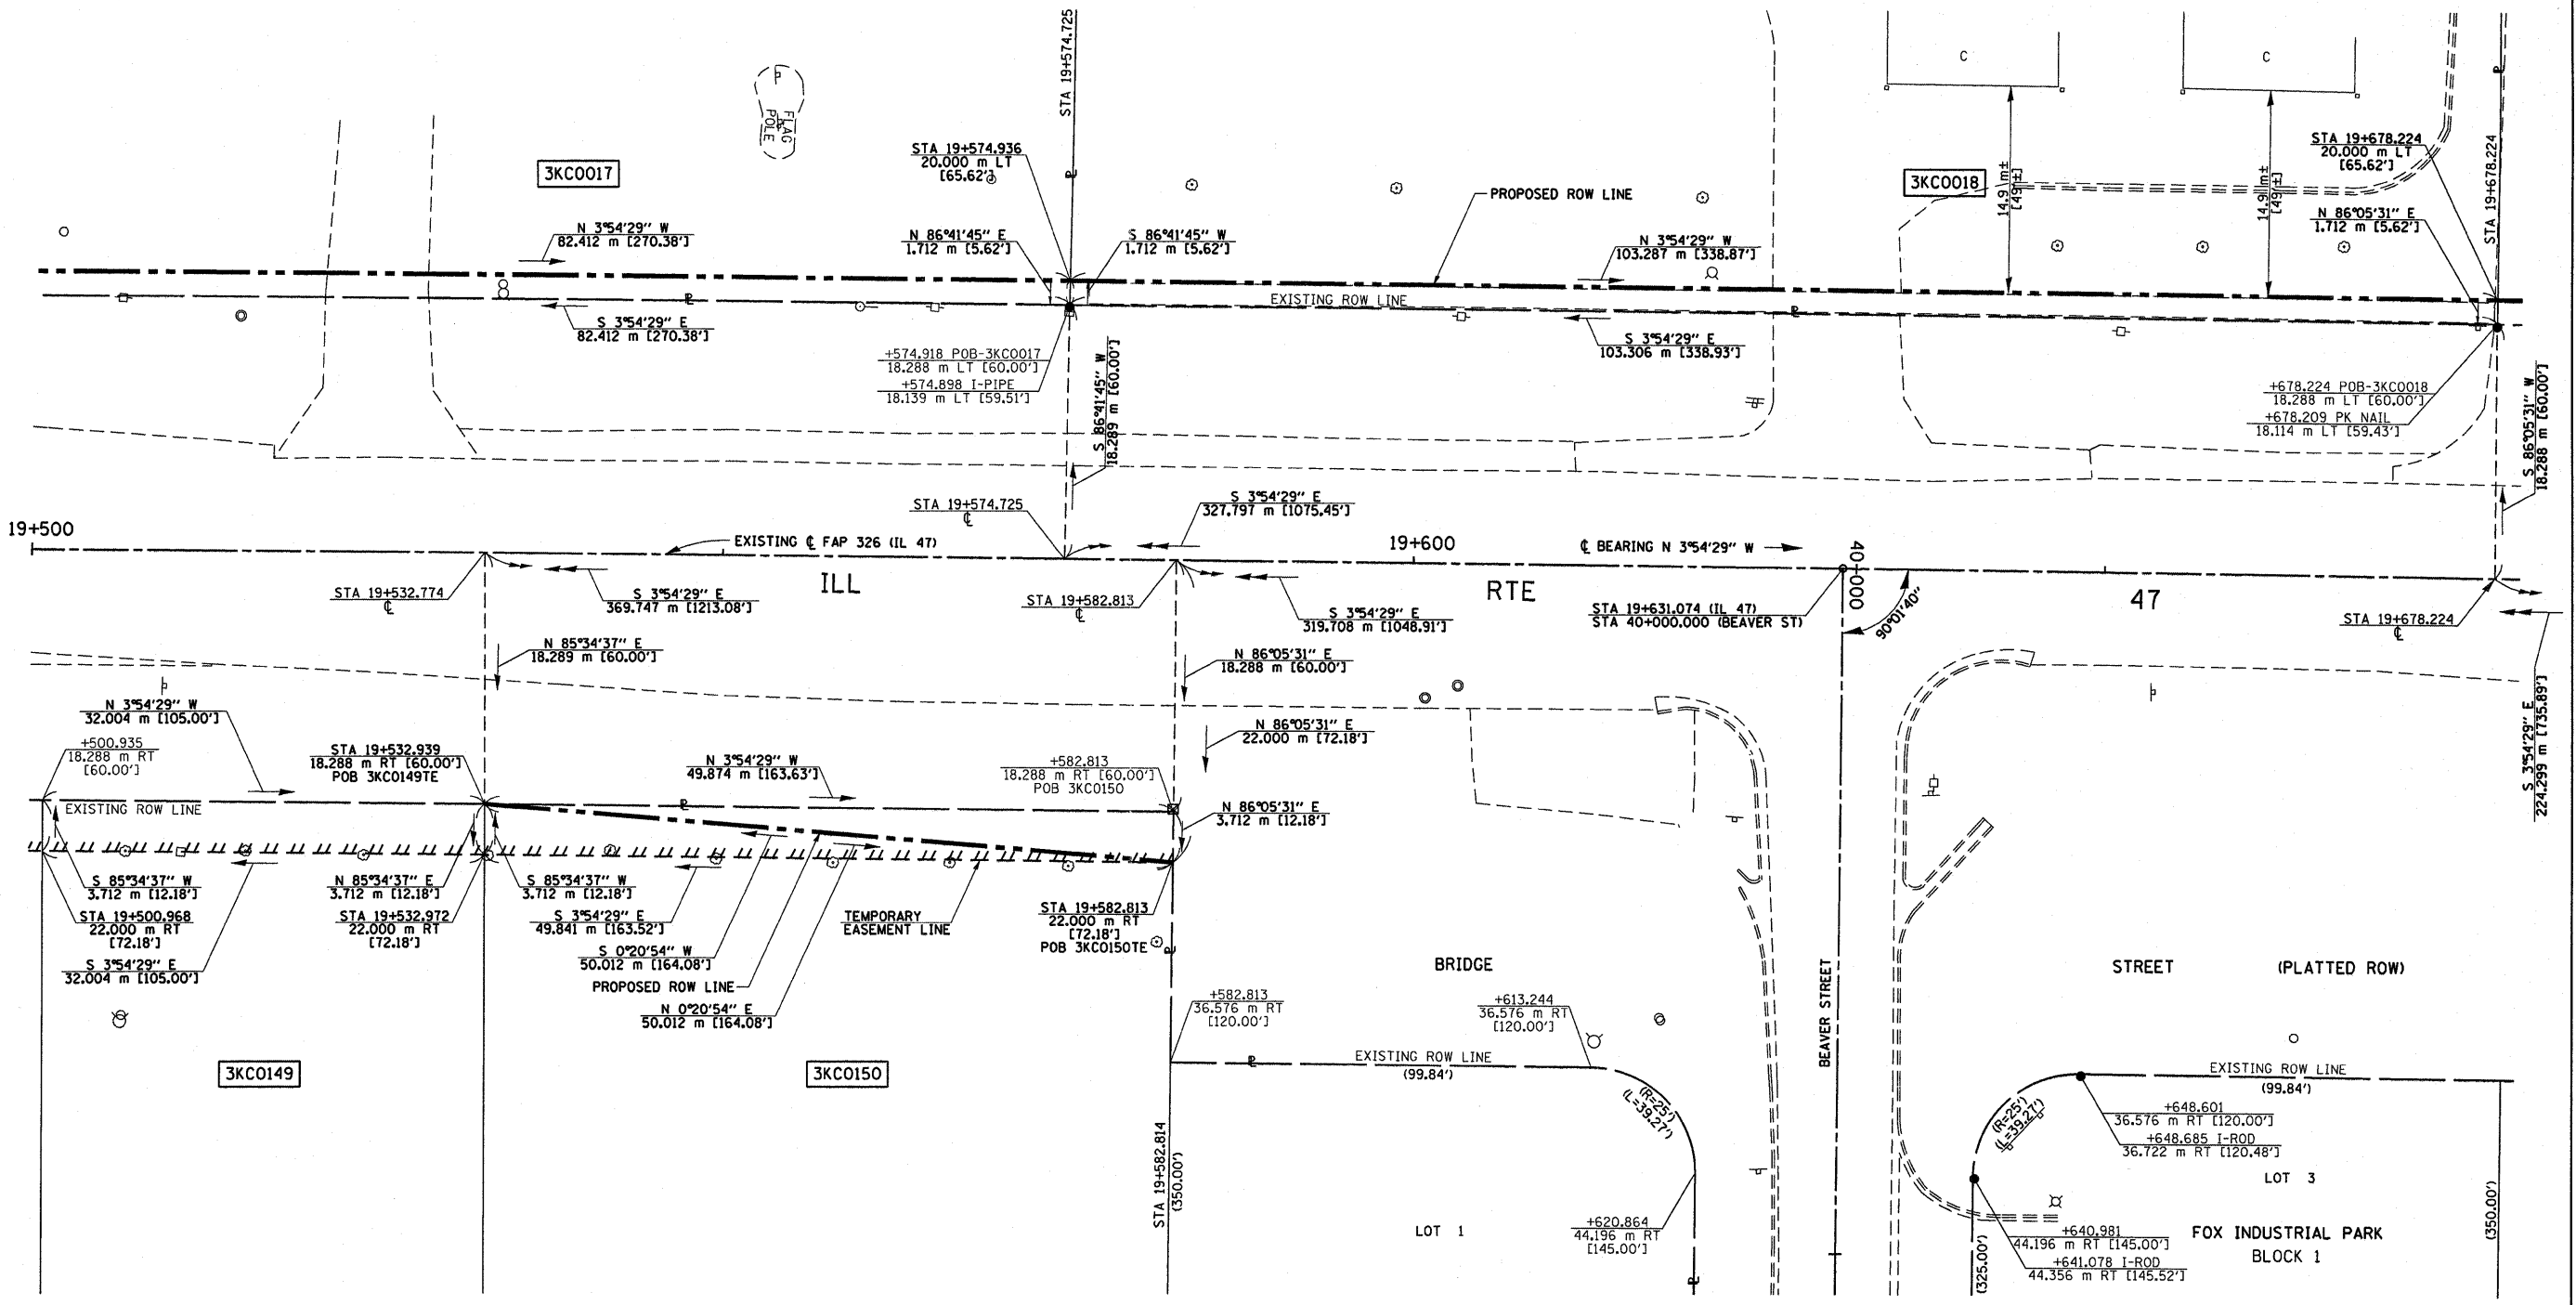 STA 19+574.725
C
C
FLAG
POLE
3KC0017
STA 19+574.936
20.000 m LT
[65.62']
3KC0018
14.9 m±
[49'±]
14.9 m±
[49'±]
STA 19+678.224
20.000 m LT
[65.62']
STA 19+678.224
PROPOSED ROW LINE
N 3°54'29" W
82.412 m [270.38']
N 86°41'45" E
1.712 m [5.62']
S 86°41'45" W
1.712 m [5.62']
N 3°54'29" W
103.287 m [338.87']
N 86°05'31" E
1.712 m [5.62']
EXISTING ROW LINE
S 3°54'29" E
82.412 m [270.38']
S 3°54'29" E
103.306 m [338.93']
+574.918 POB-3KC0017
18.288 m LT [60.00']
+574.898 I-PIPE
18.139 m LT [59.51']
S 86°41'45" W
18.289 m [60.00']
+678.224 POB-3KC0018
18.288 m LT [60.00']
+678.209 PK NAIL
18.114 m LT [59.43']
S 86°05'31" W
18.288 m [60.00']
STA 19+574.725
℄
S 3°54'29" E
327.797 m [1075.45']
19+500
EXISTING ℄ FAP 326 (IL 47)
19+600
℄ BEARING N 3°54'29" W
40+000
ILL
RTE
47
STA 19+532.774
℄
S 3°54'29" E
369.747 m [1213.08']
STA 19+582.813
℄
S 3°54'29" E
319.708 m [1048.91']
STA 19+631.074 (IL 47)
STA 40+000.000 (BEAVER ST)
90°01'40"
STA 19+678.224
℄
S 3°54'29" E
224.299 m [735.89']
N 85°34'37" E
18.289 m [60.00']
N 86°05'31" E
18.288 m [60.00']
N 3°54'29" W
32.004 m [105.00']
+500.935
18.288 m RT
[60.00']
STA 19+532.939
18.288 m RT [60.00']
POB 3KC0149TE
N 3°54'29" W
49.874 m [163.63']
+582.813
18.288 m RT [60.00']
POB 3KC0150
N 86°05'31" E
22.000 m [72.18']
EXISTING ROW LINE
N 86°05'31" E
3.712 m [12.18']
S 85°34'37" W
3.712 m [12.18']
N 85°34'37" E
3.712 m [12.18']
S 85°34'37" W
3.712 m [12.18']
STA 19+500.968
22.000 m RT
[72.18']
STA 19+532.972
22.000 m RT
[72.18']
S 3°54'29" E
49.841 m [163.52']
TEMPORARY
EASEMENT LINE
STA 19+582.813
22.000 m RT
[72.18']
POB 3KC0150TE
S 3°54'29" E
32.004 m [105.00']
S 0°20'54" W
50.012 m [164.08']
PROPOSED ROW LINE
N 0°20'54" E
50.012 m [164.08']
BRIDGE
STREET
(PLATTED ROW)
BEAVER STREET
+582.813
36.576 m RT
[120.00']
+613.244
36.576 m RT
[120.00']
3KC0149
3KC0150
EXISTING ROW LINE
(99.84')
(R=25')
(L=39.27')
EXISTING ROW LINE
(99.84')
(R=25')
(L=39.27')
+648.601
36.576 m RT [120.00']
+648.685 I-ROD
36.722 m RT [120.48']
STA 19+582.814
(350.00')
LOT 1
LOT 3
+620.864
44.196 m RT
[145.00']
+640.981
44.196 m RT [145.00']
+641.078 I-ROD
44.356 m RT [145.52']
FOX INDUSTRIAL PARK
BLOCK 1
(325.00')
(350.00')